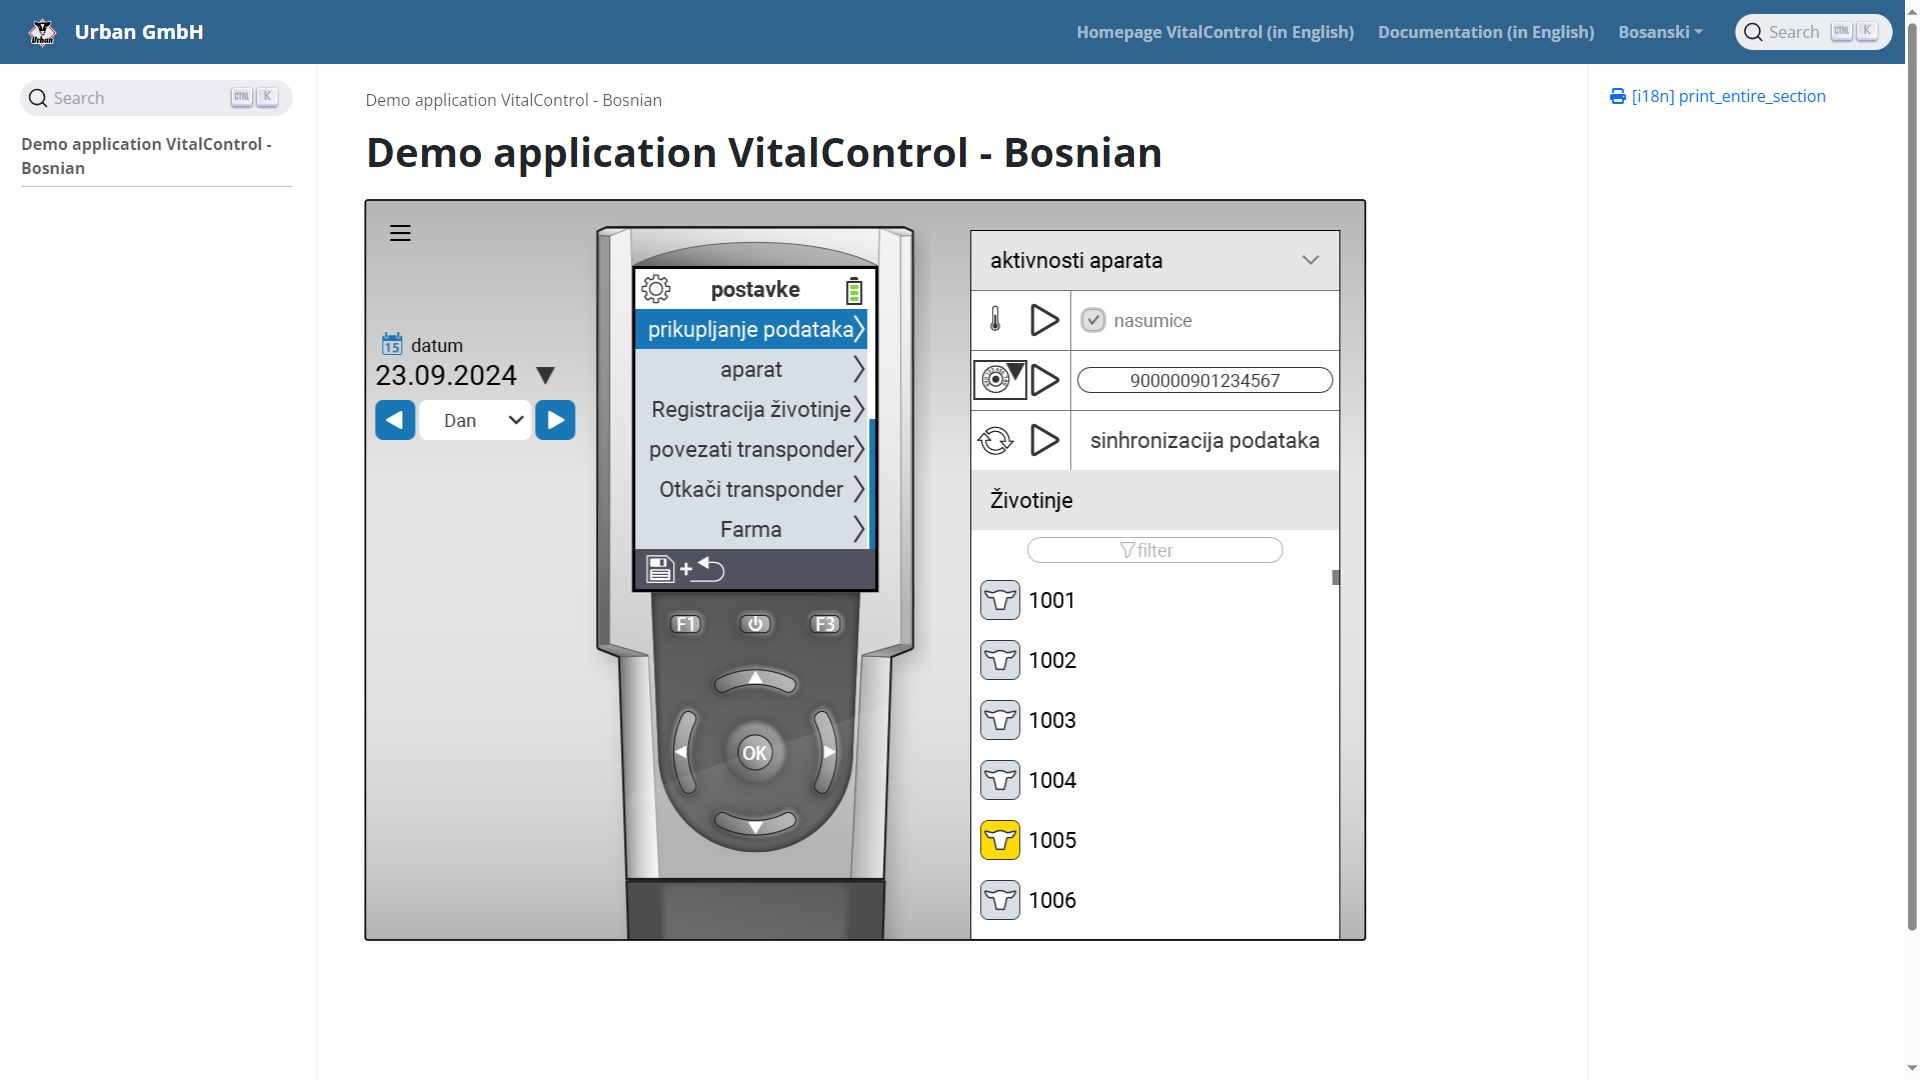 Urban GmbH
Homepage VitalControl (in English)
Documentation (in English)
Bosanski
Search CTRL K
Search CTRL K
Demo application VitalControl -
Bosnian
Demo application VitalControl - Bosnian
[i18n] print_entire_section
Demo application VitalControl - Bosnian
15 datum
23.09.2024
Dan
postavke
prikupljanje podataka
aparat
Registracija životinje
povezati transponder
Otkači transponder
Farma
+
F1
F3
OK
aktivnosti aparata
nasumice
900000901234567
sinhronizacija podataka
Životinje
filter
1001
1002
1003
1004
1005
1006